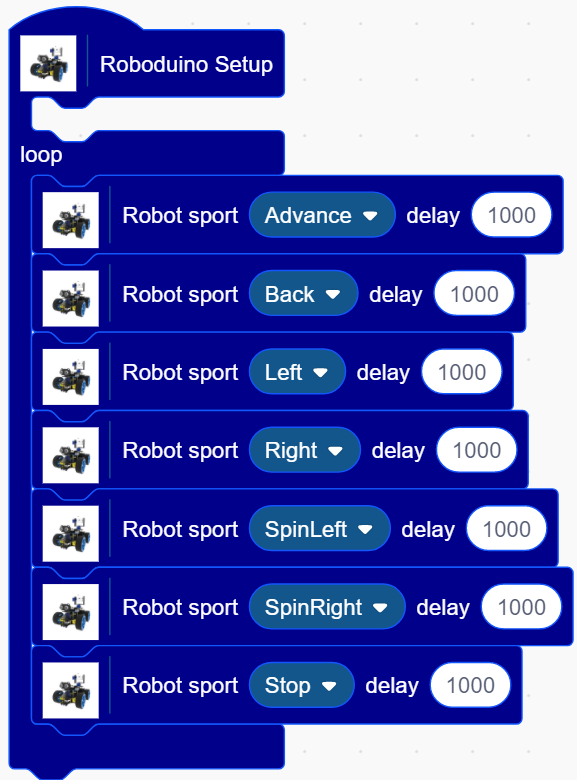 Roboduino Setup
loop
Robot sport Advance delay 1000
Robot sport Back delay 1000
Robot sport Left delay 1000
Robot sport Right delay 1000
Robot sport SpinLeft delay 1000
Robot sport SpinRight delay 1000
Robot sport Stop delay 1000